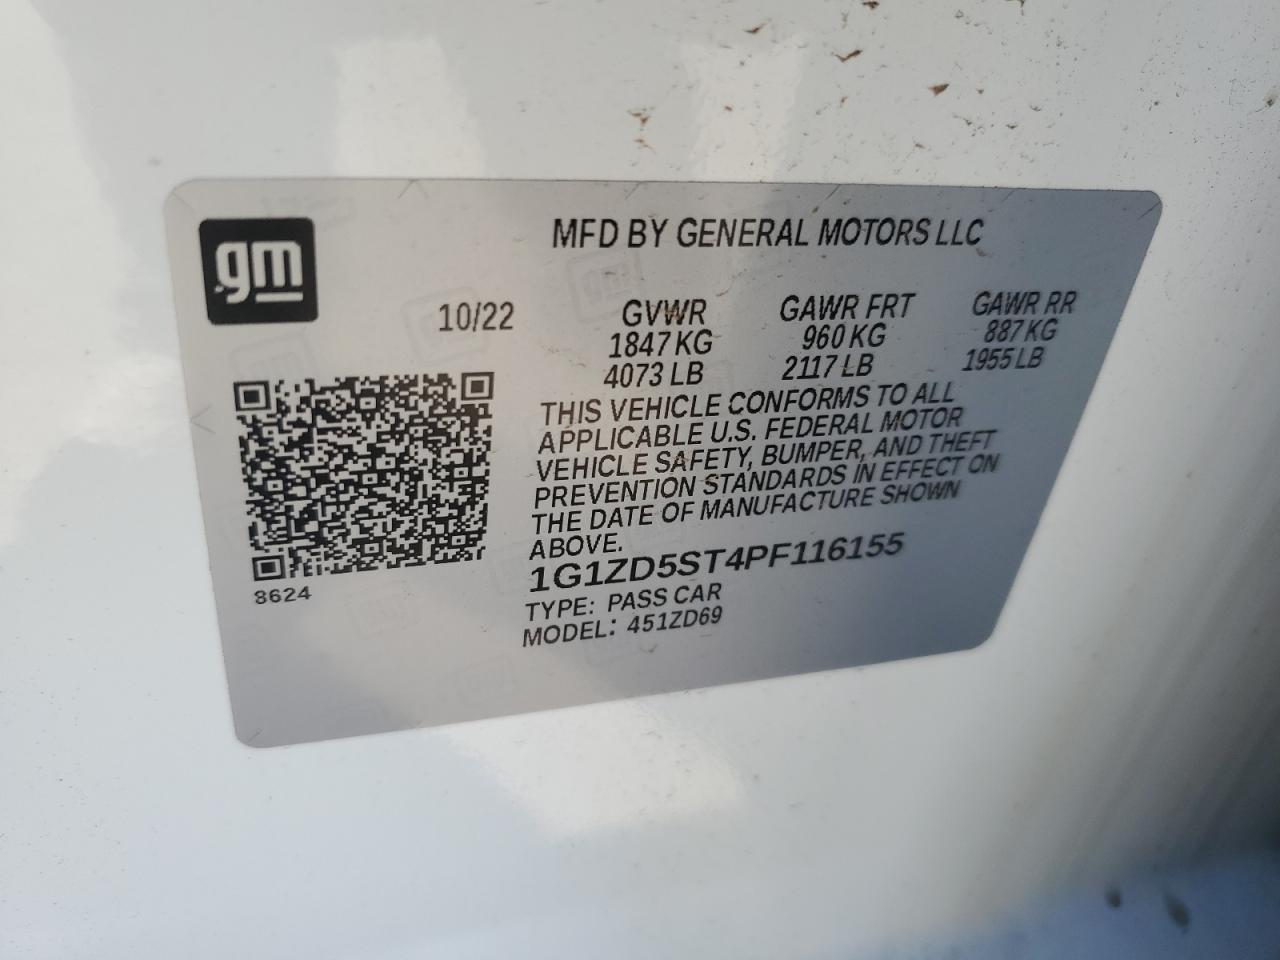 gm
MFD BY GENERAL MOTORS LLC
10/22
GVWR GAWR FRT GAWR RR
1847 KG 960 KG 887 KG
4073 LB 2117 LB 1955 LB
THIS VEHICLE CONFORMS TO ALL
APPLICABLE U.S. FEDERAL MOTOR
VEHICLE SAFETY, BUMPER, AND THEFT
PREVENTION STANDARDS IN EFFECT ON
THE DATE OF MANUFACTURE SHOWN
ABOVE.
1G1ZD5ST4PF116155
TYPE: PASS CAR
MODEL: 451ZD69
8624